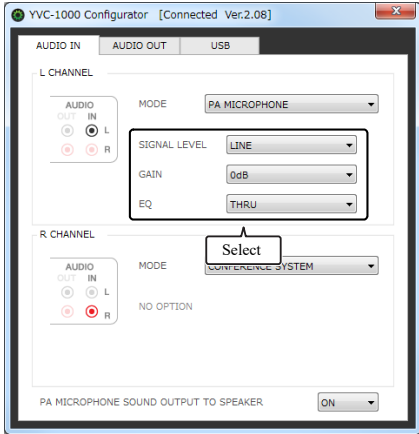 YVC-1000 Configurator [Connected Ver.2.08]
AUDIO IN AUDIO OUT USB
L CHANNEL
AUDIO
OUT IN
L
R
MODE PA MICROPHONE
SIGNAL LEVEL LINE
GAIN 0dB
EQ THRU
Select
R CHANNEL
AUDIO
OUT IN
L
R
MODE CONFERENCE SYSTEM
NO OPTION
PA MICROPHONE SOUND OUTPUT TO SPEAKER ON